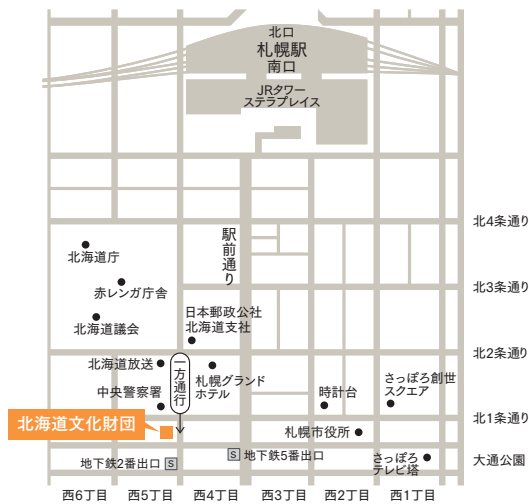 北口
札幌駅
南口
JRタワー
ステラプレイス
北4条通り
駅前通り
北海道庁
赤レンガ庁舎
北3条通り
日本郵政公社
北海道支社
北海道議会
北2条通り
一方通行
北海道放送
札幌グランド
ホテル
中央警察署
時計台
さっぽろ創世
スクエア
北1条通り
北海道文化財団
札幌市役所
地下鉄2番出口 S
S 地下鉄5番出口
さっぽろ
テレビ塔
大通公園
西6丁目 西5丁目 西4丁目 西3丁目 西2丁目 西1丁目